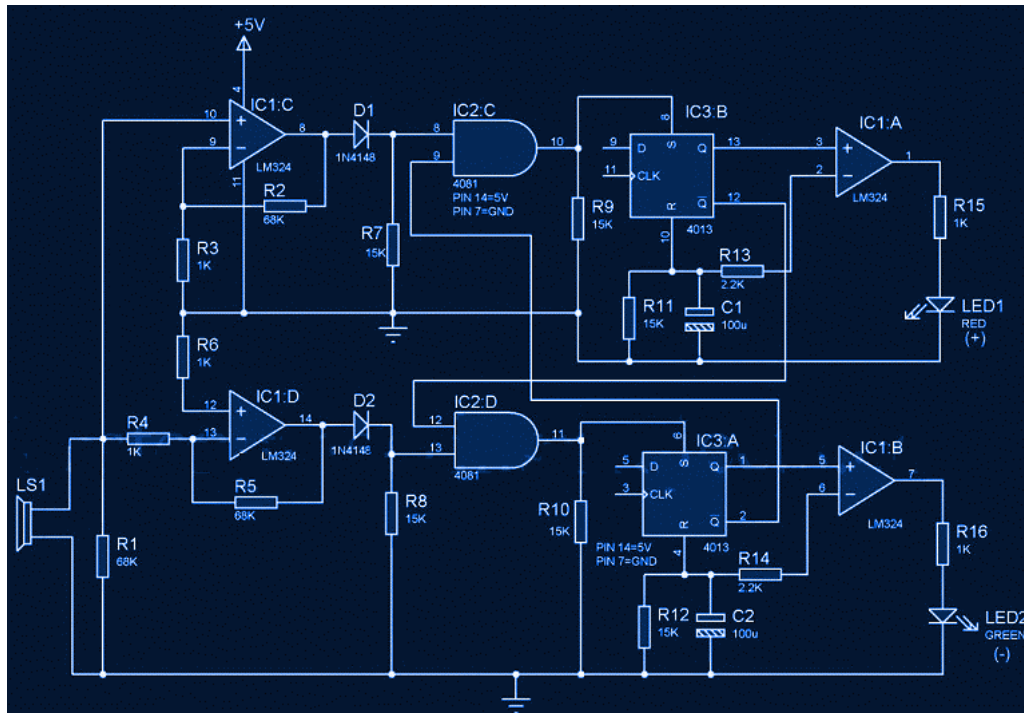 +5V
4
IC1:C
10
+
8
9
−
LM324
11
D1
1N4148
R2
68K
R3
1K
R7
15K
IC2:C
8
9
10
4081
PIN 14=5V
PIN 7=GND
R9
15K
IC3:B
8
9
D
S
Q
13
11
CLK
Q
12
R
10
4013
R13
2.2K
R11
15K
C1
100u
IC1:A
3
+
1
2
−
LM324
R15
1K
LED1
RED
(+)
R6
1K
IC1:D
12
+
14
13
−
LM324
R4
1K
R5
68K
D2
1N4148
R8
15K
LS1
R1
68K
IC2:D
12
13
11
4081
R10
15K
IC3:A
6
5
D
S
Q
1
3
CLK
Q
2
R
4
4013
PIN 14=5V
PIN 7=GND
R14
2.2K
R12
15K
C2
100u
IC1:B
5
+
7
6
−
LM324
R16
1K
LED2
GREEN
(-)